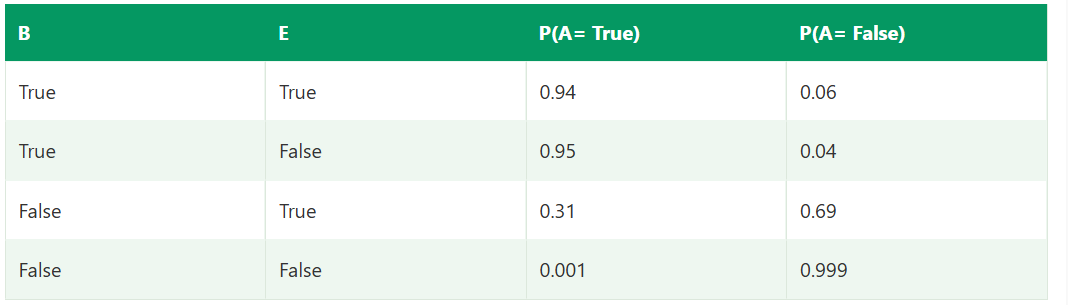 B E P(A= True) P(A= False)
True True 0.94 0.06
True False 0.95 0.04
False True 0.31 0.69
False False 0.001 0.999